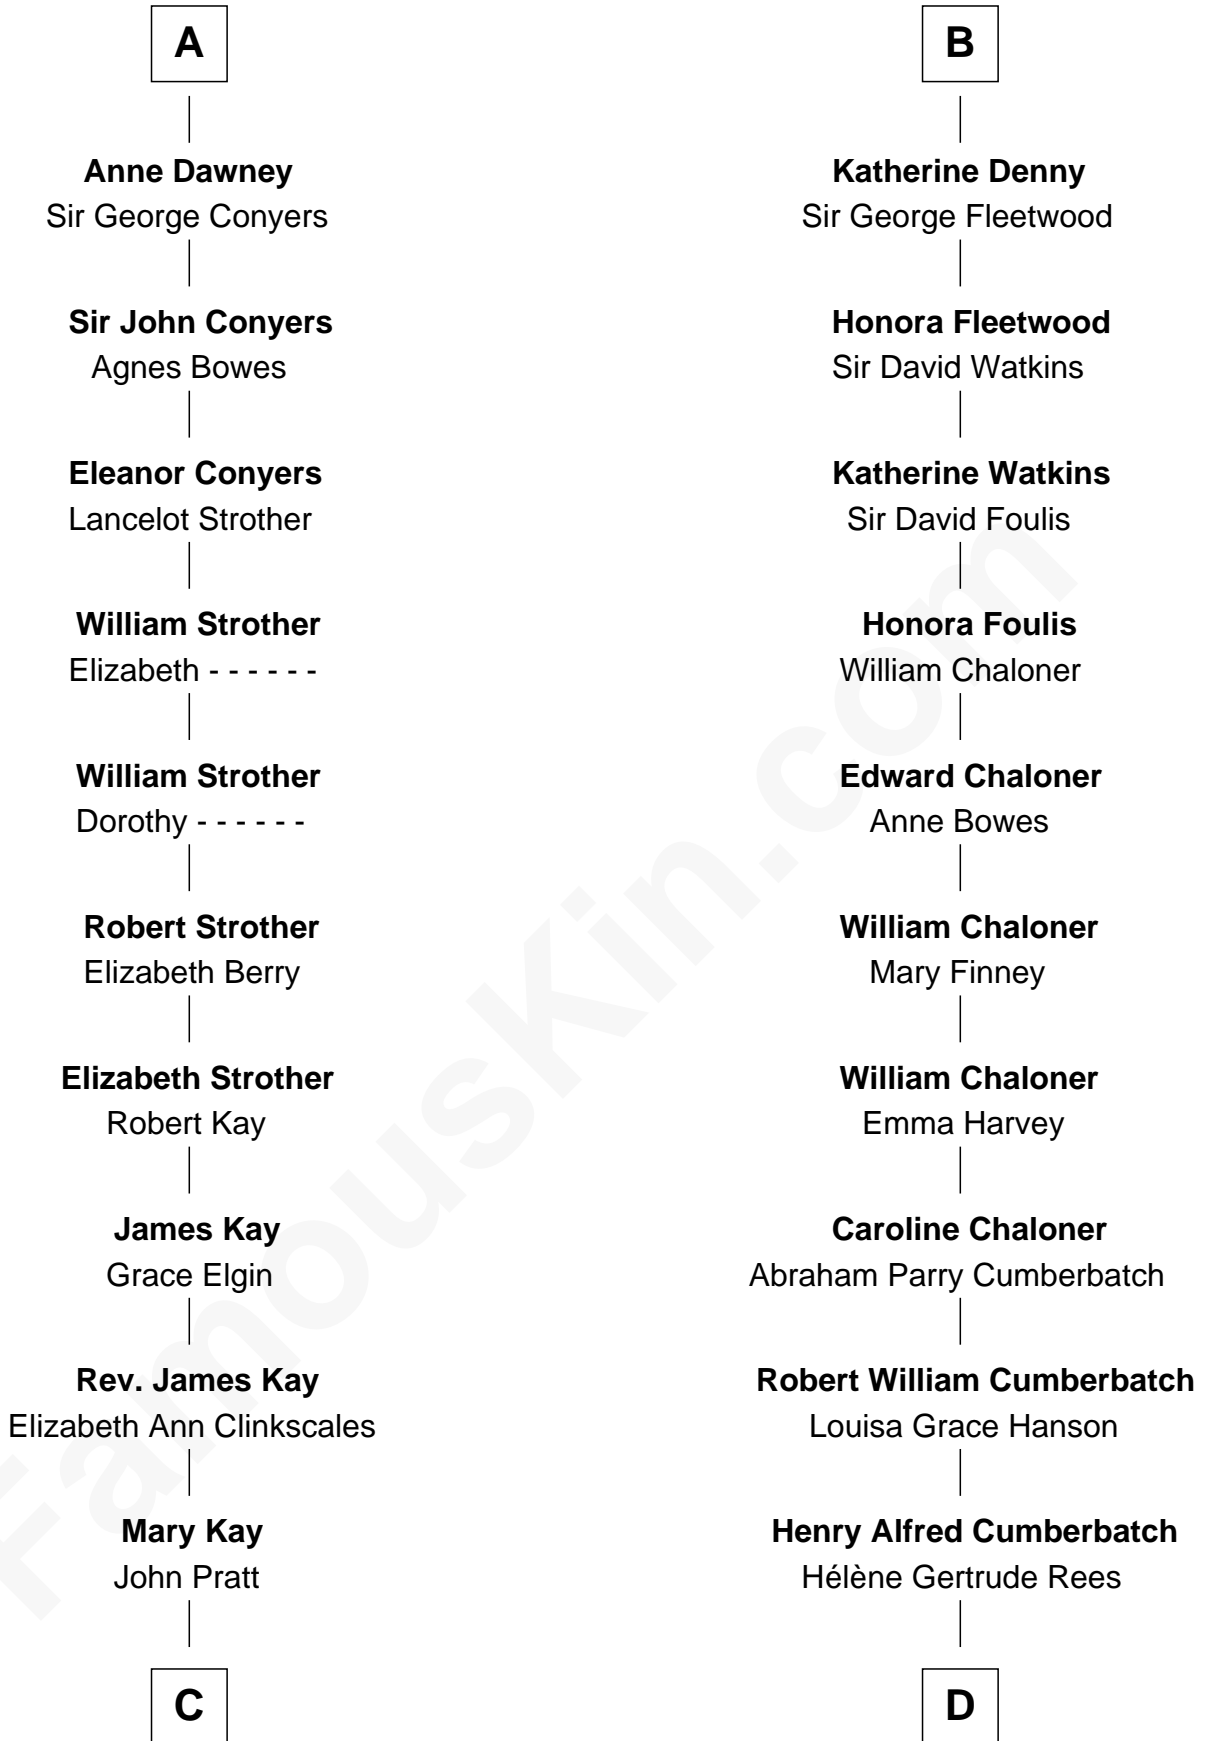 A
Anne Dawney
Sir George Conyers
Sir John Conyers
Agnes Bowes
Eleanor Conyers
Lancelot Strother
William Strother
Elizabeth - - - - - -
William Strother
Dorothy - - - - - -
Robert Strother
Elizabeth Berry
Elizabeth Strother
Robert Kay
James Kay
Grace Elgin
Rev. James Kay
Elizabeth Ann Clinkscales
Mary Kay
John Pratt
C
B
Katherine Denny
Sir George Fleetwood
Honora Fleetwood
Sir David Watkins
Katherine Watkins
Sir David Foulis
Honora Foulis
William Chaloner
Edward Chaloner
Anne Bowes
William Chaloner
Mary Finney
William Chaloner
Emma Harvey
Caroline Chaloner
Abraham Parry Cumberbatch
Robert William Cumberbatch
Louisa Grace Hanson
Henry Alfred Cumberbatch
Hélène Gertrude Rees
D
FamousKin.com